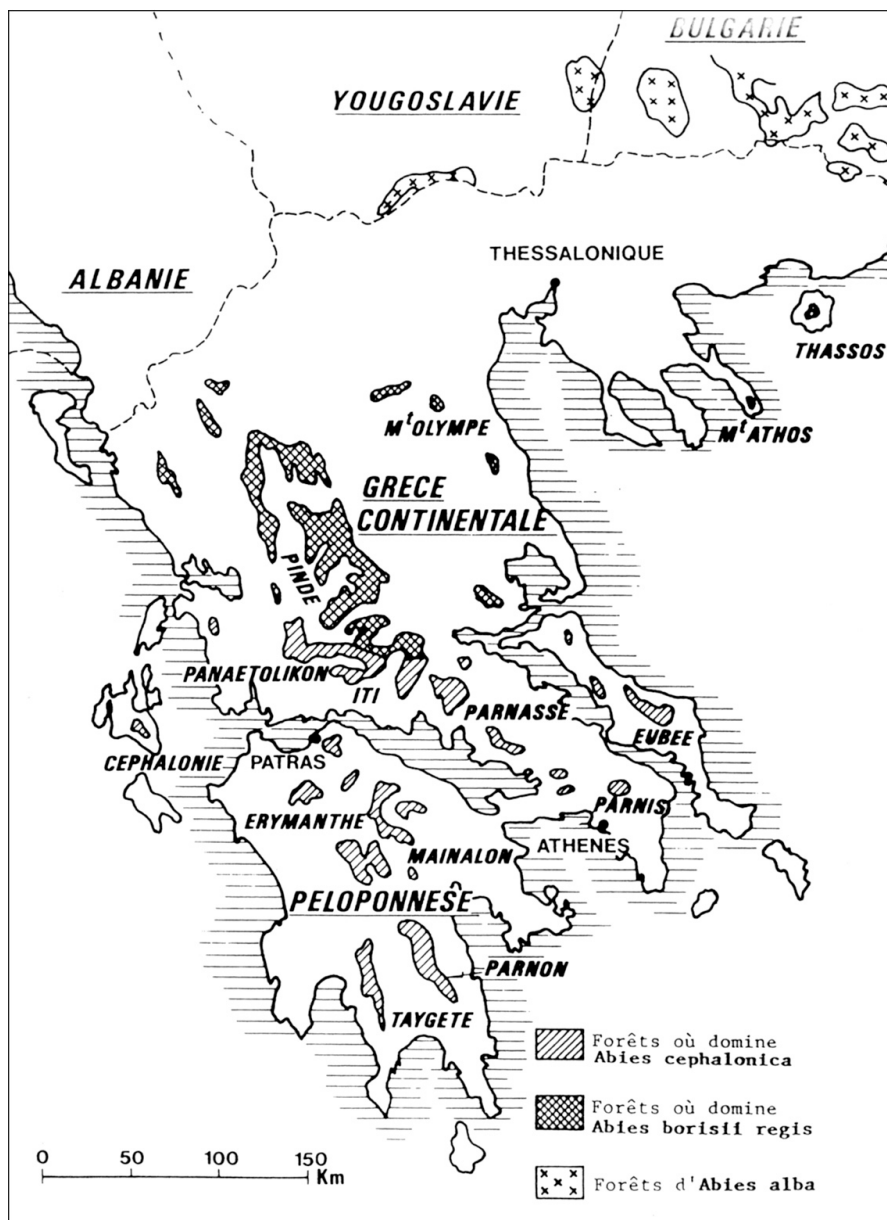 BULGARIE
YOUGOSLAVIE
THESSALONIQUE
ALBANIE
THASSOS
Mt OLYMPE
Mt ATHOS
GRECE
CONTINENTALE
PINDE
PANAETOLIKON
ITI
PARNASSE
EUBEE
CEPHALONIE
PATRAS
PARNIS
ERYMANTHE
ATHENES
MAINALON
PELOPONNESE
PARNON
TAYGETE
Forêts où domine
Abies cephalonica
Forêts où domine
Abies borisii regis
Forêts d'Abies alba
0 50 100 150
Km